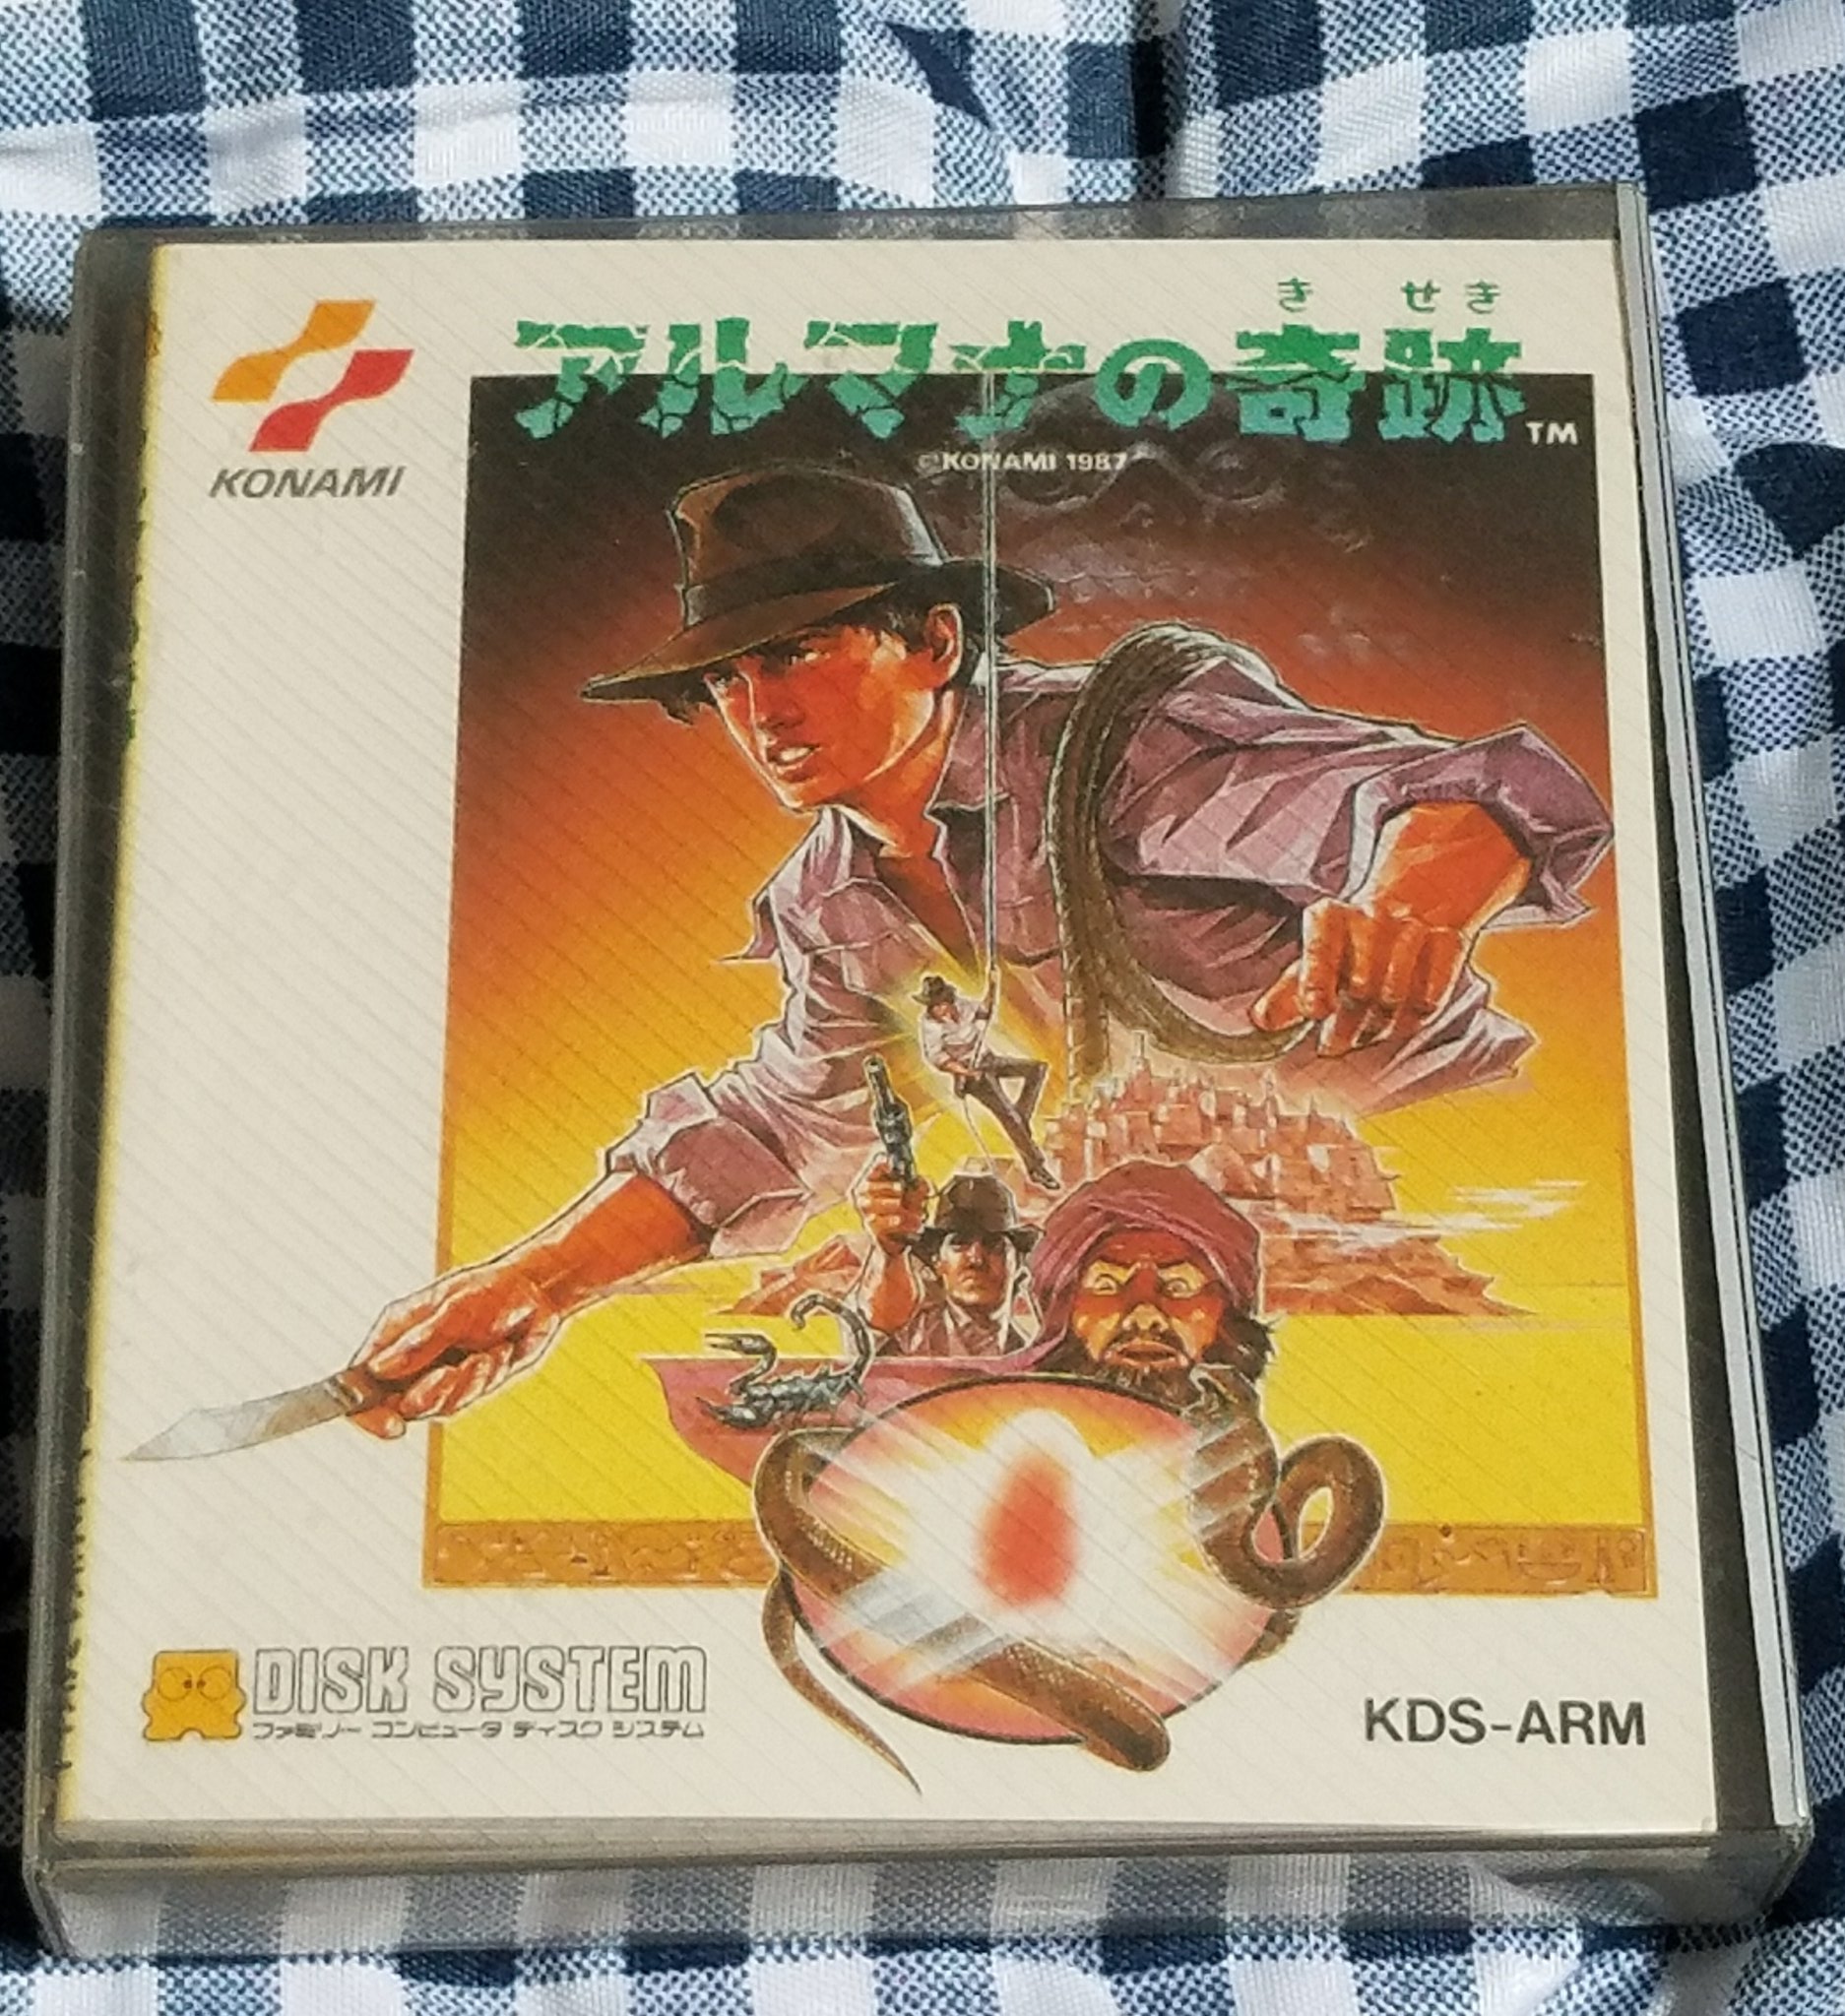 き せき
アルマナの奇跡
TM
©KONAMI 1987
KONAMI
DISK SYSTEM
ファミリー コンピュータ ディスク システム
KDS-ARM